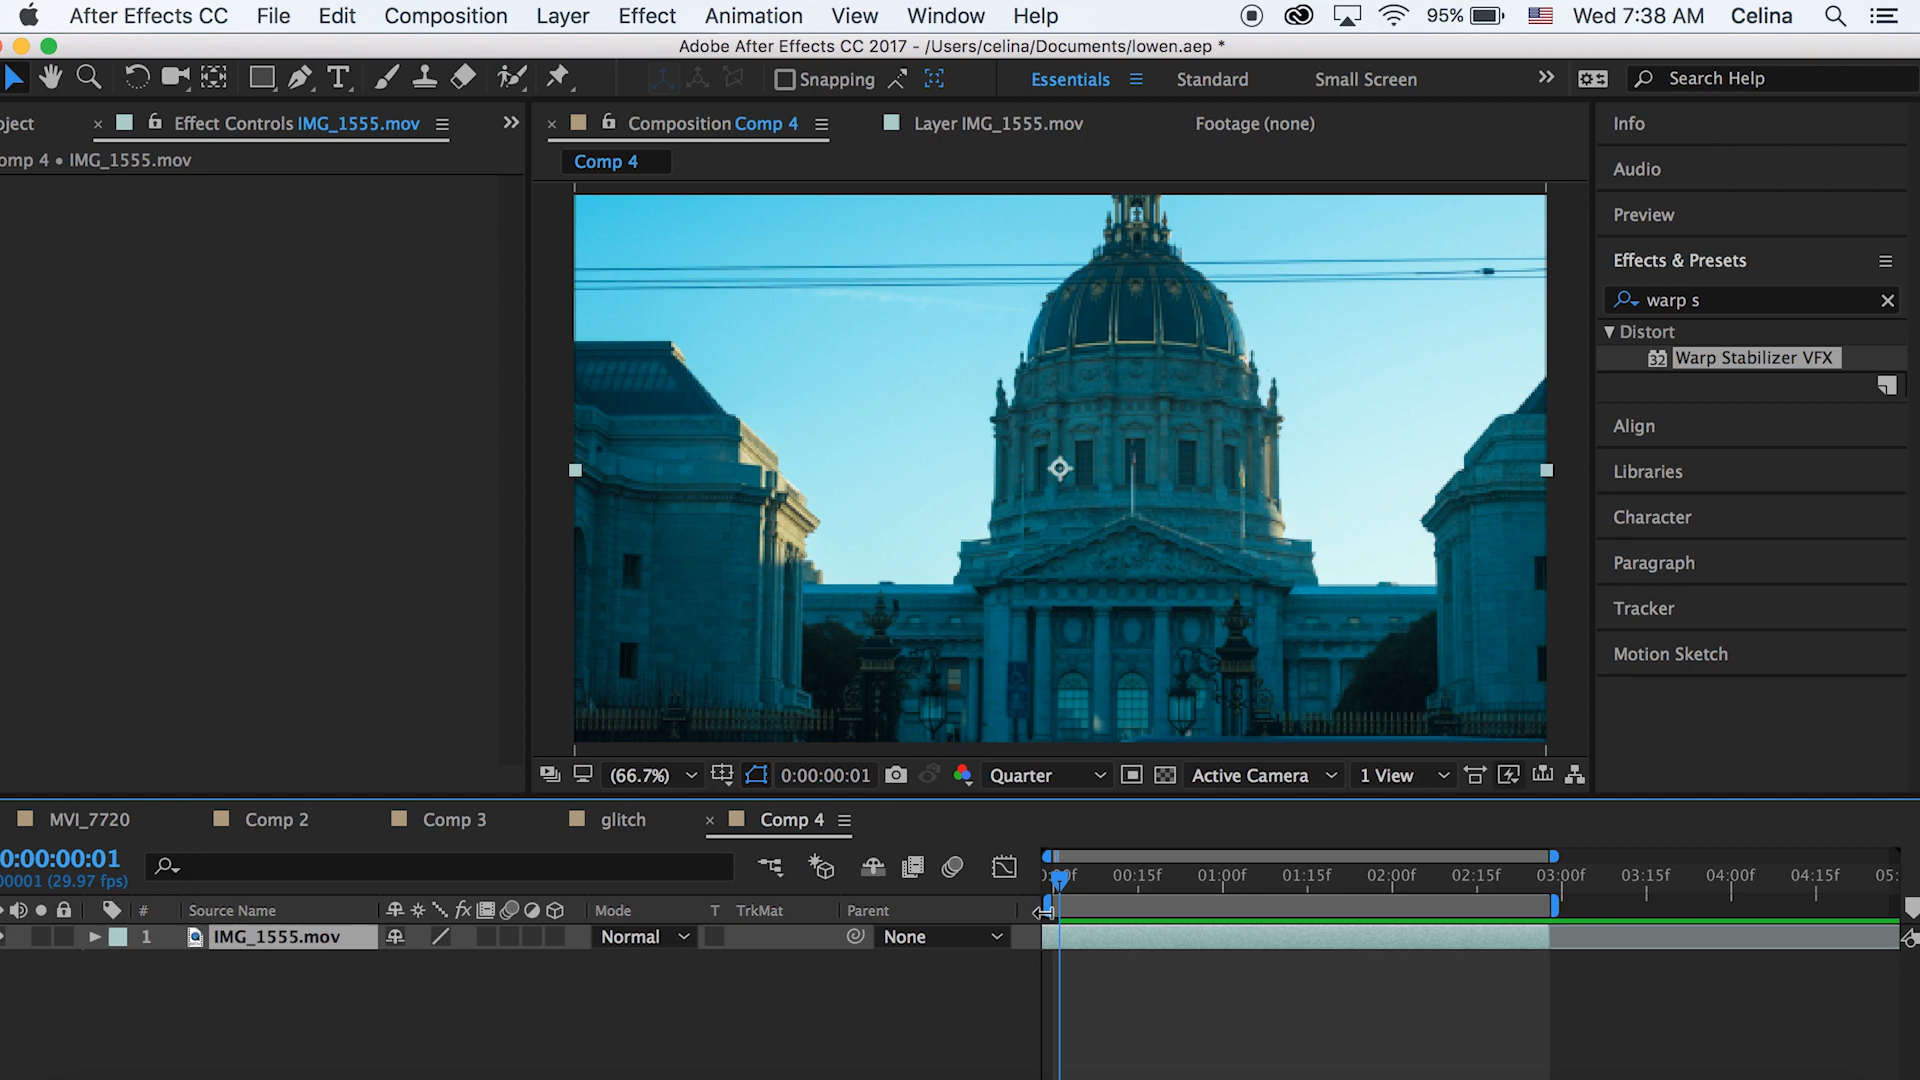 After Effects CC File Edit Composition Layer Effect Animation View Window Help 95% Wed 7:38 AM Celina
Adobe After Effects CC 2017 - /Users/celina/Documents/lowen.aep *
Snapping Essentials Standard Small Screen Search Help
oject Effect Controls IMG_1555.mov Composition Comp 4 Layer IMG_1555.mov Footage (none)
omp 4 • IMG_1555.mov
Comp 4
Info
Audio
Preview
Effects & Presets
warp s
Distort
32 Warp Stabilizer VFX
Align
Libraries
Character
Paragraph
Tracker
Motion Sketch
(66.7%) 0:00:00:01 Quarter Active Camera 1 View
MVI_7720 Comp 2 Comp 3 glitch Comp 4
0:00:00:01
00001 (29.97 fps)
0:00f 00:15f 01:00f 01:15f 02:00f 02:15f 03:00f 03:15f 04:00f 04:15f 05:
# Source Name fx Mode T TrkMat Parent
1 IMG_1555.mov Normal None